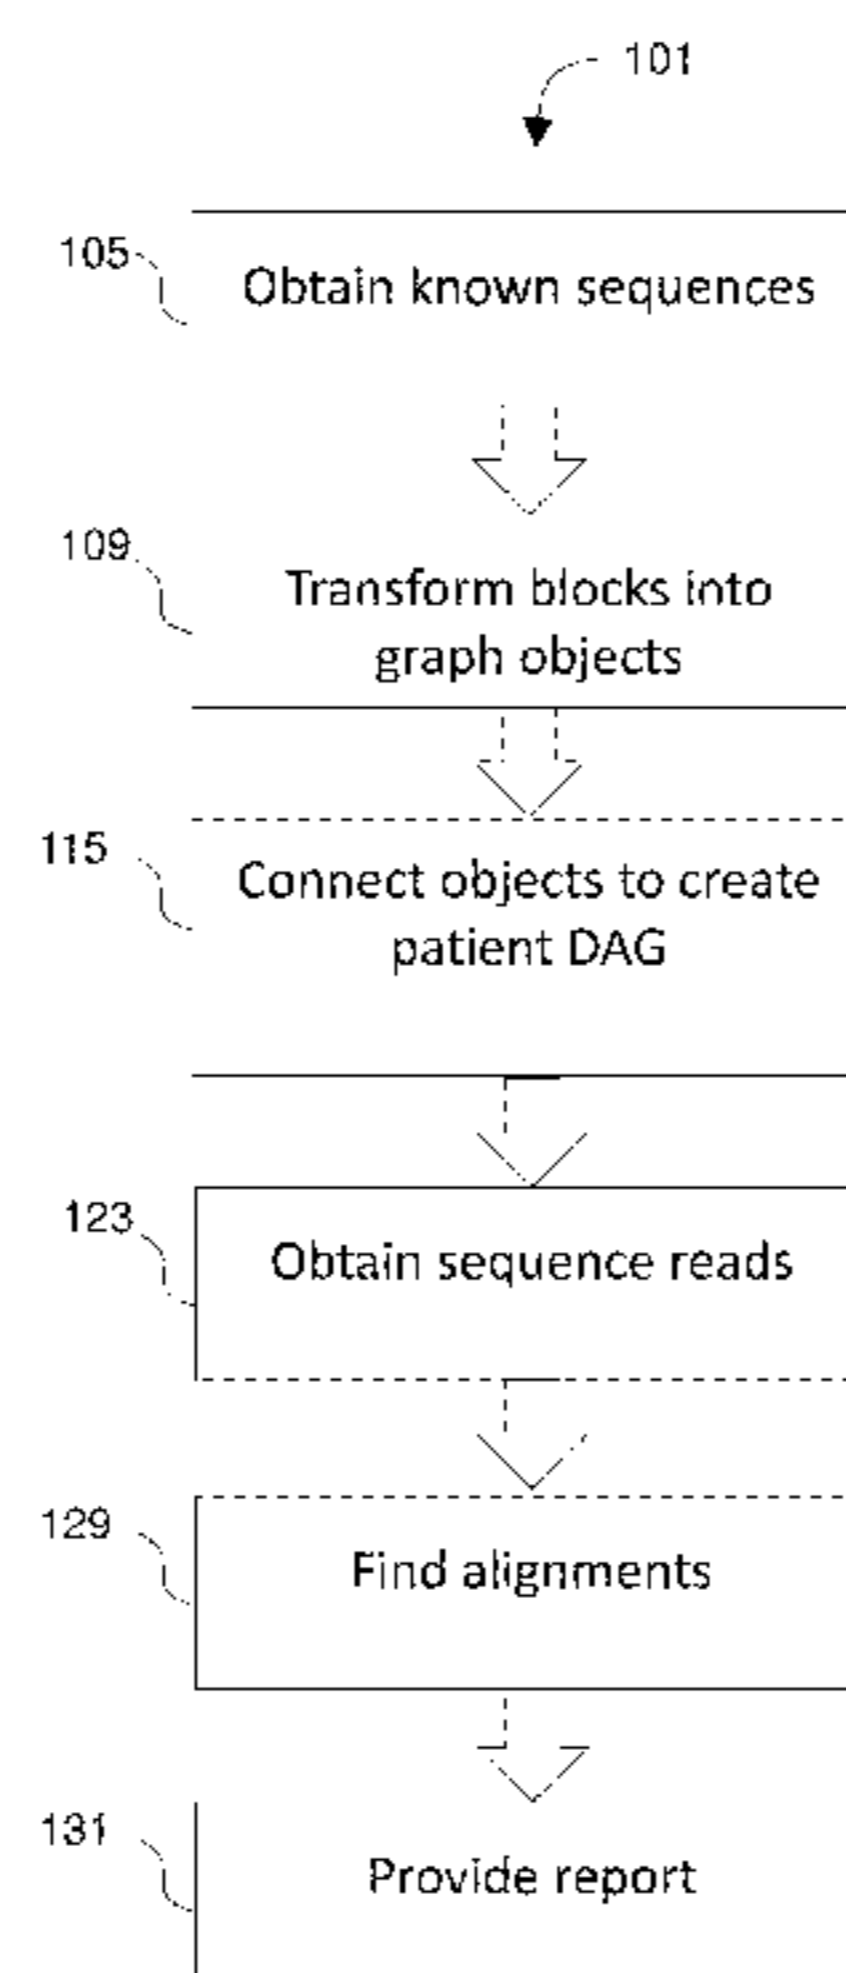 101
105
Obtain known sequences
109
Transform blocks into
graph objects
115
Connect objects to create
patient DAG
123
Obtain sequence reads
129
Find alignments
131
Provide report